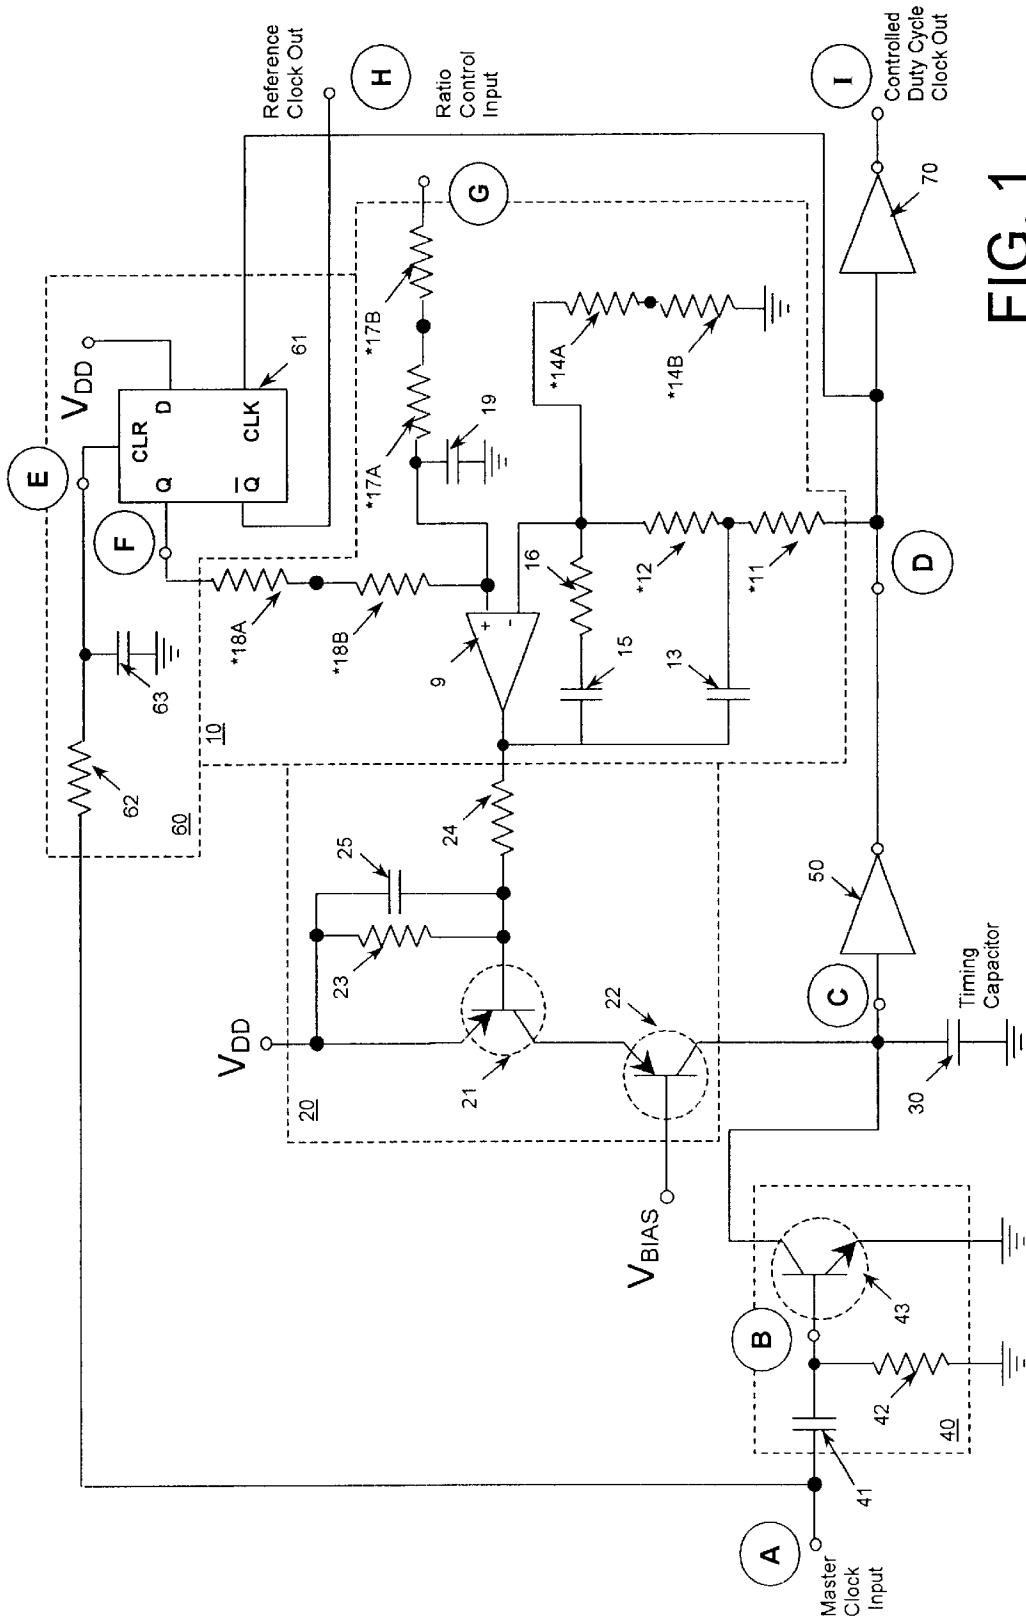 Reference
Clock Out
H
Ratio
Control
Input
G
I
Controlled
Duty Cycle
Clock Out
VDD
E
CLR
D
61
Q
Q
CLK
F
*17B
*17A
19
*18A
*18B
63
62
60
10
9
+
-
16
15
*14A
*14B
*12
*11
13
D
70
24
25
23
VDD
21
22
20
VBIAS
50
C
Timing
Capacitor
30
B
43
42
41
40
A
Master
Clock
Input
FIG. 1